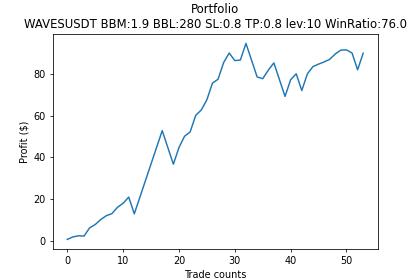 Portfolio
WAVESUSDT BBM:1.9 BBL:280 SL:0.8 TP:0.8 lev:10 WinRatio:76.0
80
60
40
20
0
Profit ($)
0 10 20 30 40 50
Trade counts